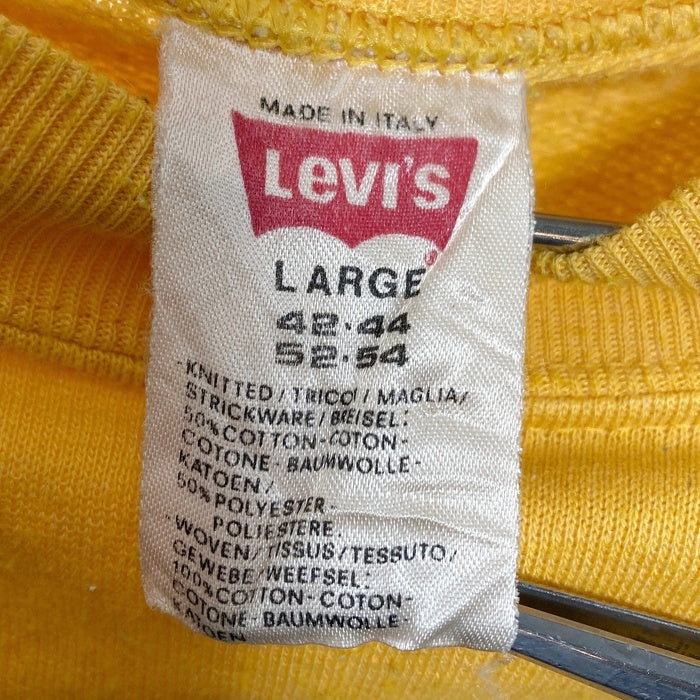 MADE IN ITALY
LEVI'S
®
LARGE
42·44
52·54
-KNITTED/TRICOT/MAGLIA/
STRICKWARE/BREISEL:
50%COTTON-COTON-
COTONE-BAUMWOLLE-
KATOEN/
50%POLYESTER-
POLIESTERE.
-WOVEN/TISSUS/TESSUTO/
GEWEBE/WEEFSEL:
100%COTTON-COTON-
COTONE-BAUMWOLLE-
KATOEN